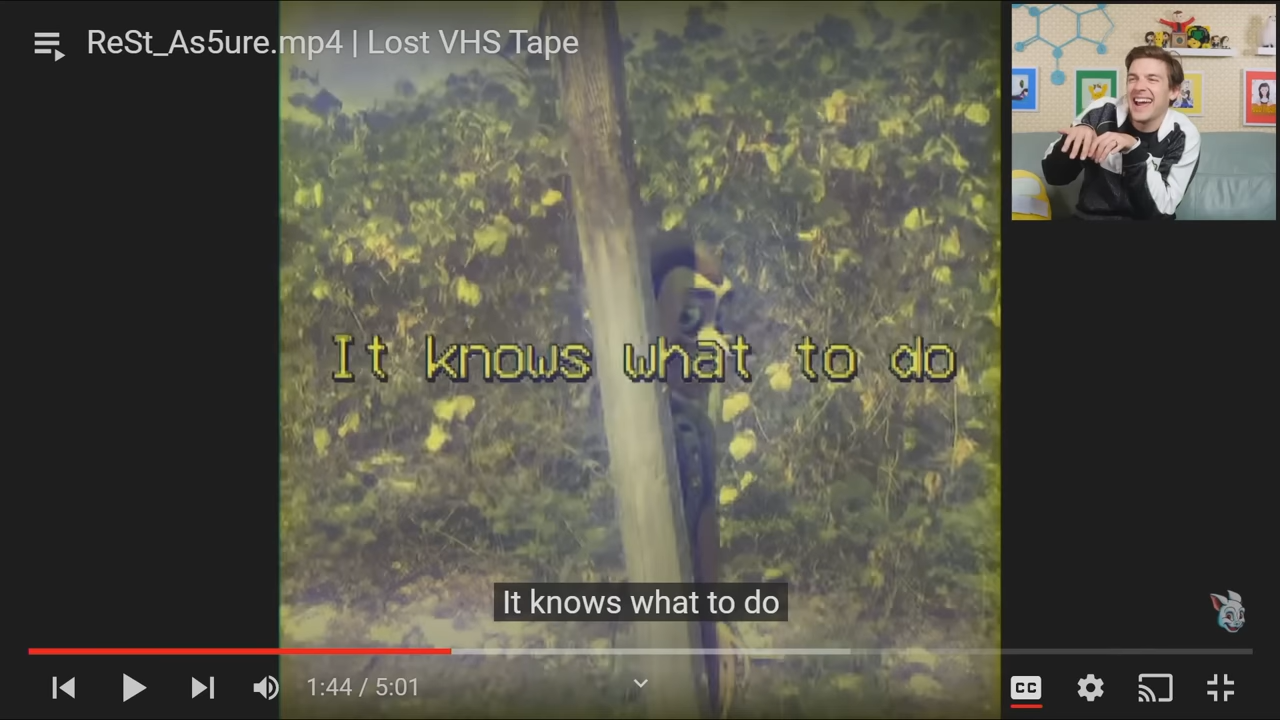 ReSt_As5ure.mp4 | Lost VHS Tape
It knows what to do
It knows what to do
1:44 / 5:01
CC